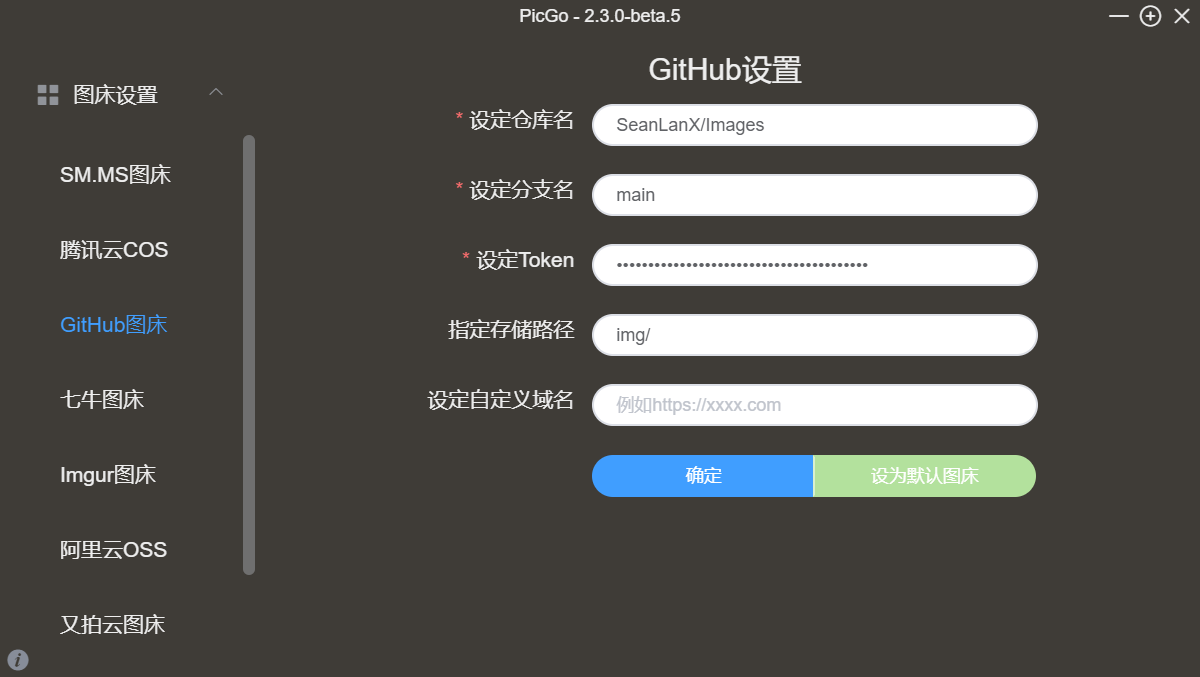 PicGo - 2.3.0-beta.5
图床设置
SM.MS图床
腾讯云COS
GitHub图床
七牛图床
Imgur图床
阿里云OSS
又拍云图床
GitHub设置
* 设定仓库名
SeanLanX/Images
* 设定分支名
main
* 设定Token
••••••••••••••••••••••••••••••••••••••••
指定存储路径
img/
设定自定义域名
例如https://xxxx.com
确定
设为默认图床